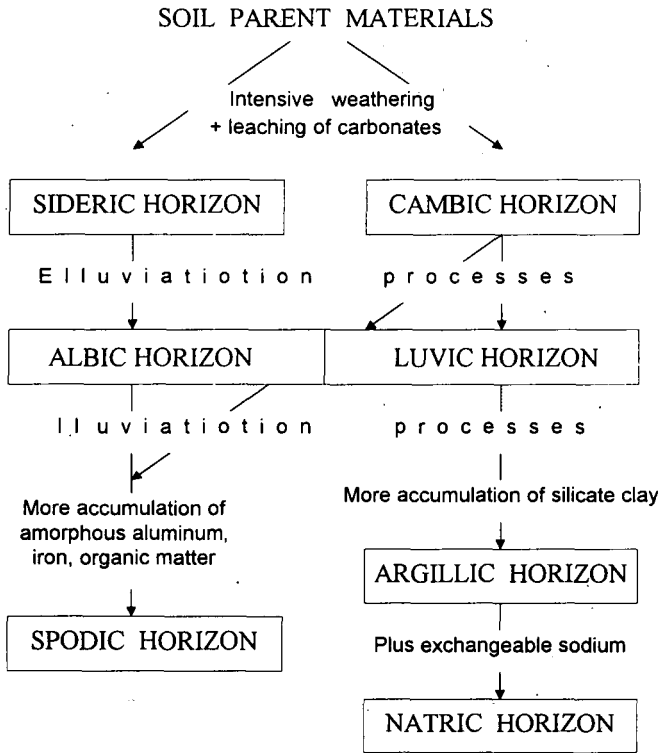 SOIL PARENT MATERIALS
Intensive weathering
+ leaching of carbonates
SIDERIC HORIZON
CAMBIC HORIZON
Elluviatiotion processes
ALBIC HORIZON
LUVIC HORIZON
Illuviatiotion processes
More accumulation of
amorphous aluminum,
iron, organic matter
More accumulation of silicate clay
ARGILLIC HORIZON
SPODIC HORIZON
Plus exchangeable sodium
NATRIC HORIZON